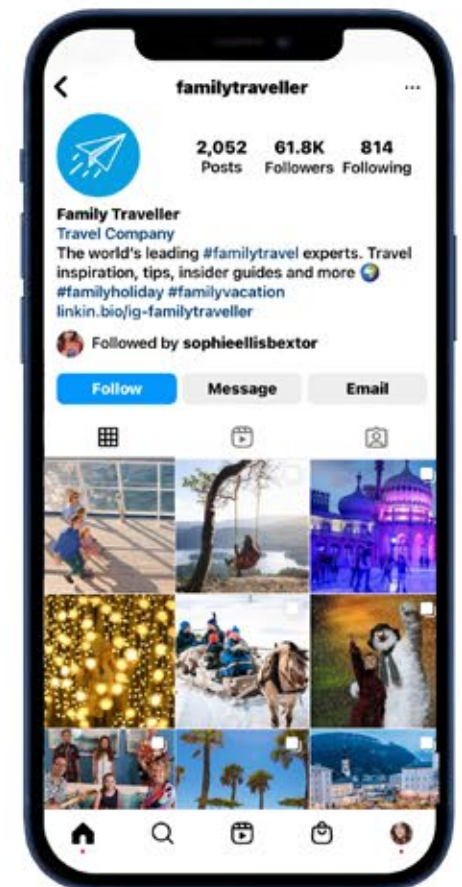 familytraveller
2,052 61.8K 814
Posts Followers Following
Family Traveller
Travel Company
The world's leading #familytravel experts. Travel
inspiration, tips, insider guides and more
#familyholiday #familyvacation
linkin.bio/ig-familytraveller
Followed by sophieellisbextor
Follow Message Email